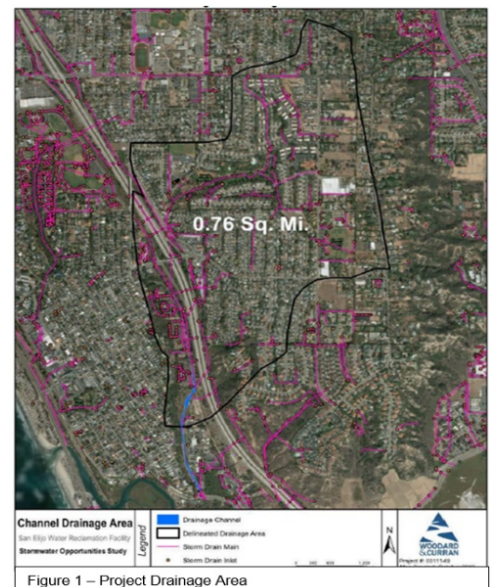 0.76 Sq. Mi.
Channel Drainage Area
San Elijo Water Reclamation Facility
Stormwater Opportunities Study
Legend
Drainage Channel
Delineated Drainage Area
Storm Drain Main
Storm Drain Inlet
N
WOODARD
&CURRAN
Figure 1 – Project Drainage Area